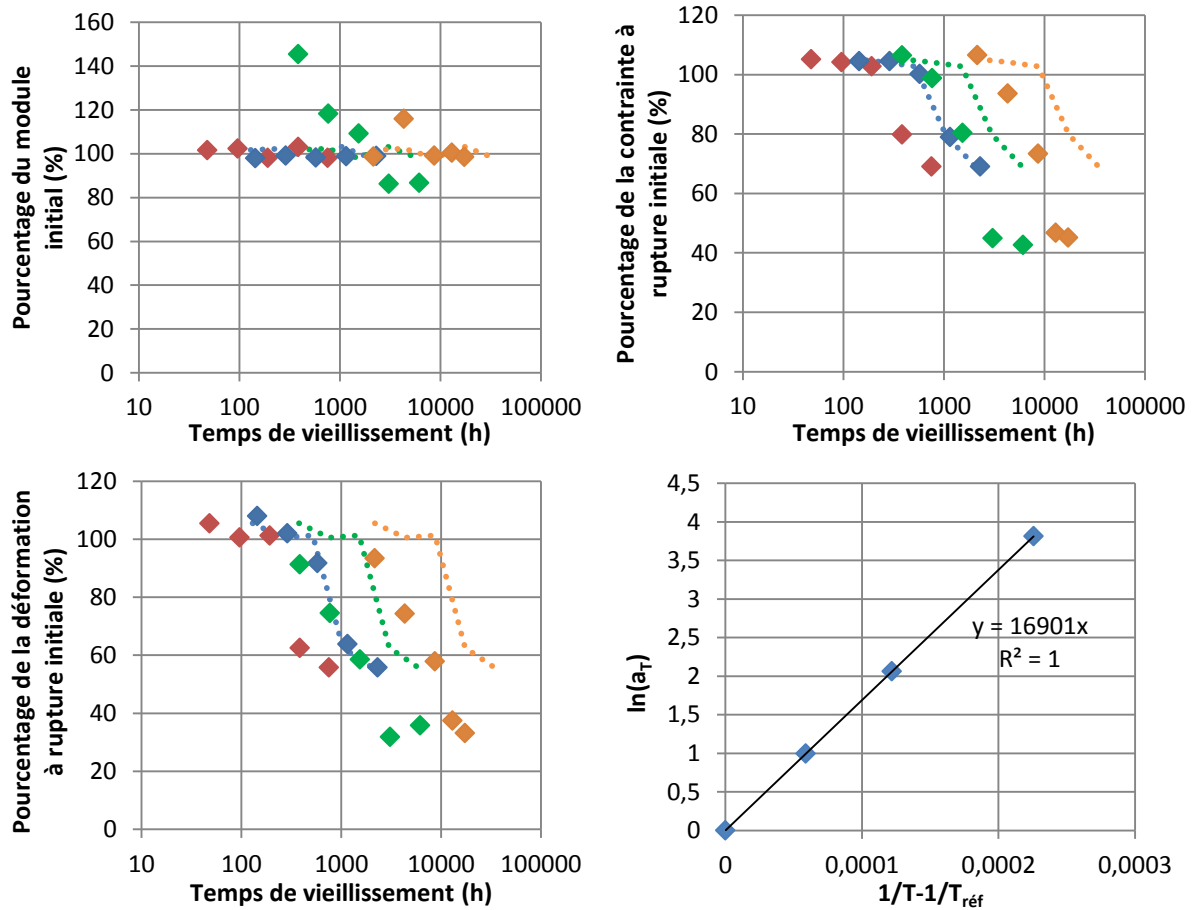 Pourcentage du module
initial (%)
160
140
120
100
80
60
40
20
0
10 100 1000 10000 100000
Temps de vieillissement (h)
Pourcentage de la contrainte à
rupture initiale (%)
120
100
80
60
40
20
0
10 100 1000 10000 100000
Temps de vieillissement (h)
Pourcentage de la déformation
à rupture initiale (%)
120
100
80
60
40
20
0
10 100 1000 10000 100000
Temps de vieillissement (h)
ln(aT)
4,5
4
3,5
3
2,5
2
1,5
1
0,5
0
y = 16901x
R² = 1
0 0,0001 0,0002 0,0003
1/T-1/Tréf